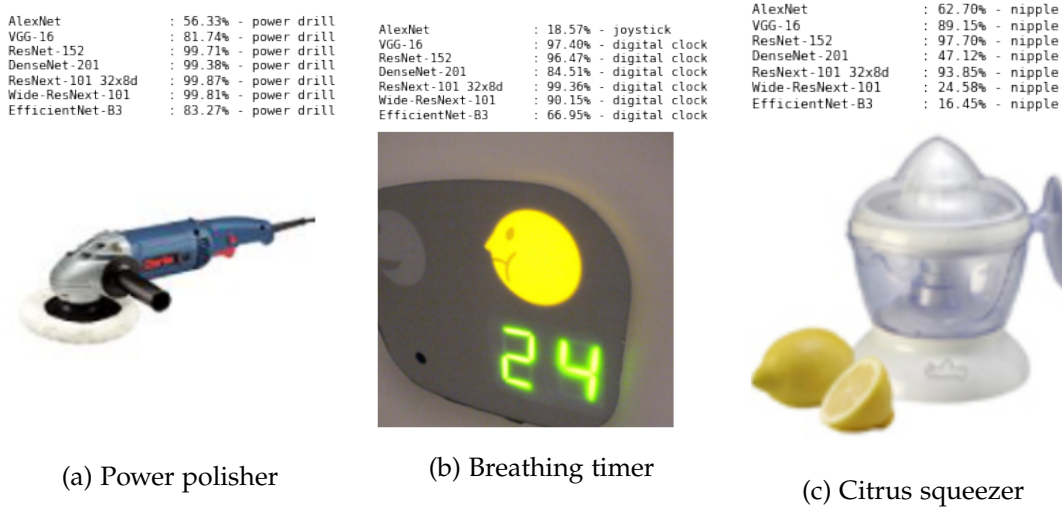 AlexNet : 56.33% - power drill
VGG-16 : 81.74% - power drill
ResNet-152 : 99.71% - power drill
DenseNet-201 : 99.38% - power drill
ResNext-101 32x8d : 99.87% - power drill
Wide-ResNext-101 : 99.81% - power drill
EfficientNet-B3 : 83.27% - power drill
(a) Power polisher
AlexNet : 18.57% - joystick
VGG-16 : 97.40% - digital clock
ResNet-152 : 96.47% - digital clock
DenseNet-201 : 84.51% - digital clock
ResNext-101 32x8d : 99.36% - digital clock
Wide-ResNext-101 : 90.15% - digital clock
EfficientNet-B3 : 66.95% - digital clock
24
(b) Breathing timer
AlexNet : 62.70% - nipple
VGG-16 : 89.15% - nipple
ResNet-152 : 97.70% - nipple
DenseNet-201 : 47.12% - nipple
ResNext-101 32x8d : 93.85% - nipple
Wide-ResNext-101 : 24.58% - nipple
EfficientNet-B3 : 16.45% - nipple
(c) Citrus squeezer